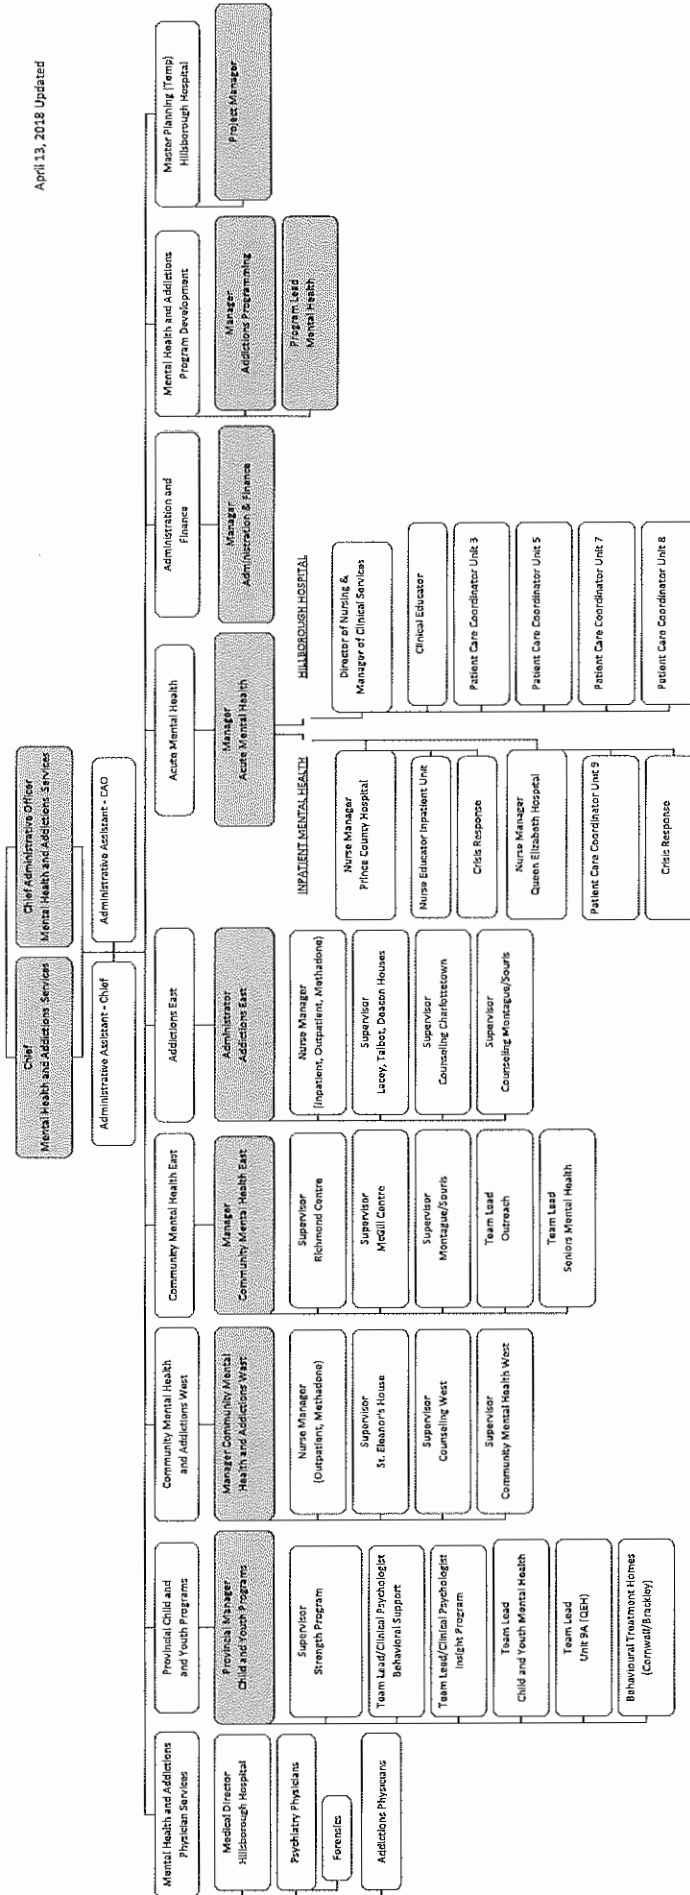 April 13, 2018 Updated
Chief
Mental Health and Addictions Services
Chief Administrative Officer
Mental Health and Addictions Services
Administrative Assistant - Chief
Administrative Assistant - CAO
Mental Health and Addictions
Physician Services
Medical Director
Hillsborough Hospital
Psychiatry Physicians
Forensics
Addictions Physicians
Provincial Child and
and Youth Programs
Provincial Manager
Child and Youth Programs
Supervisor
Strength Program
Team Lead/Clinical Psychologist
Behavioral Support
Team Lead/Clinical Psychologist
Insight Program
Team Lead
Child and Youth Mental Health
Team Lead
Unit 9A (QEH)
Behavioural Treatment Homes
(Cornwall/Brackley)
Community Mental Health
and Addictions West
Manager Community Mental
Health and Addictions West
Nurse Manager
(Outpatient, Methadone)
Supervisor
St. Eleanor's House
Supervisor
Counseling West
Supervisor
Community Mental Health West
Community Mental Health East
Manager
Community Mental Health East
Supervisor
Richmond Centre
Supervisor
McGill Centre
Supervisor
Montague/Souris
Team Lead
Outreach
Team Lead
Seniors Mental Health
Addictions East
Administrator
Addictions East
Nurse Manager
(Inpatient, Outpatient, Methadone)
Supervisor
Lacey, Talbot, Deacon Houses
Supervisor
Counseling Charlottetown
Supervisor
Counseling Montague/Souris
Acute Mental Health
Manager
Acute Mental Health
INPATIENT MENTAL HEALTH
Nurse Manager
Prince County Hospital
Nurse Educator Inpatient Unit
Crisis Response
Nurse Manager
Queen Elizabeth Hospital
Patient Care Coordinator Unit 9
Crisis Response
HILLBOROUGH HOSPITAL
Director of Nursing &
Manager of Clinical Services
Clinical Educator
Patient Care Coordinator Unit 3
Patient Care Coordinator Unit 5
Patient Care Coordinator Unit 7
Patient Care Coordinator Unit 8
Administration and
Finance
Manager
Administration & Finance
Mental Health and Addictions
Program Development
Manager
Addictions Programming
Program Lead
Mental Health
Master Planning (Temp)
Hillsborough Hospital
Project Manager